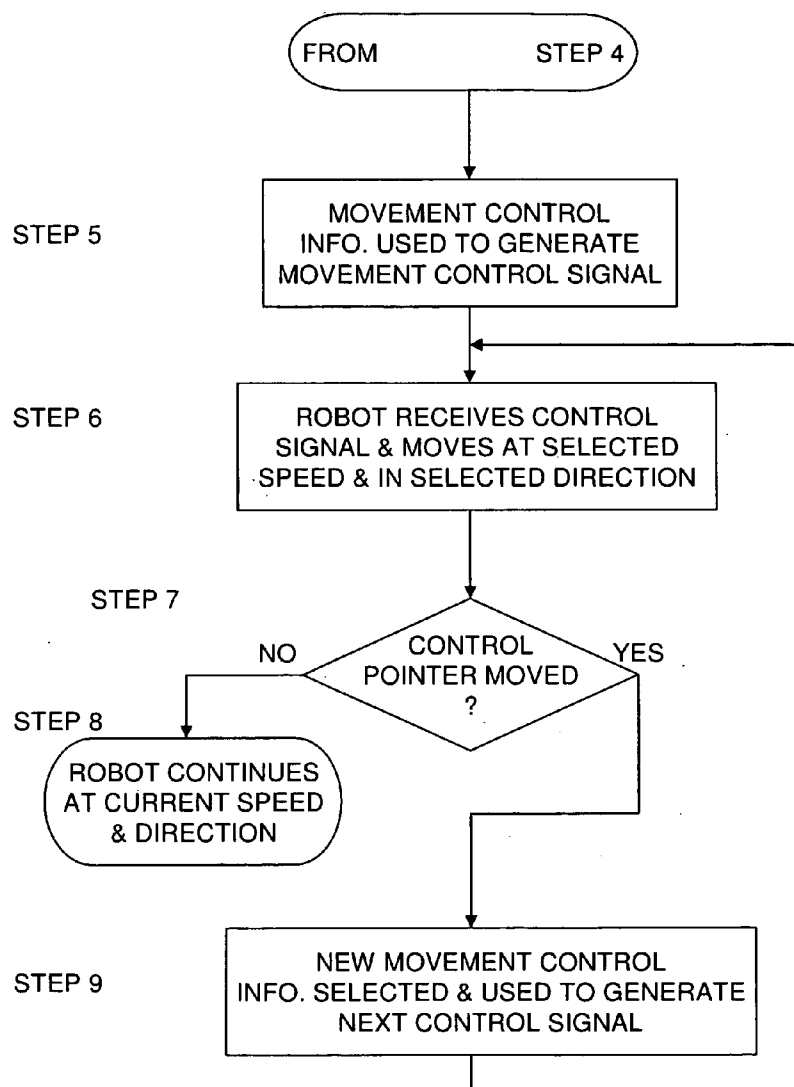 FROM STEP 4
STEP 5
MOVEMENT CONTROL
INFO. USED TO GENERATE
MOVEMENT CONTROL SIGNAL
STEP 6
ROBOT RECEIVES CONTROL
SIGNAL & MOVES AT SELECTED
SPEED & IN SELECTED DIRECTION
STEP 7
CONTROL
POINTER MOVED
?
NO
YES
STEP 8
ROBOT CONTINUES
AT CURRENT SPEED
& DIRECTION
STEP 9
NEW MOVEMENT CONTROL
INFO. SELECTED & USED TO GENERATE
NEXT CONTROL SIGNAL